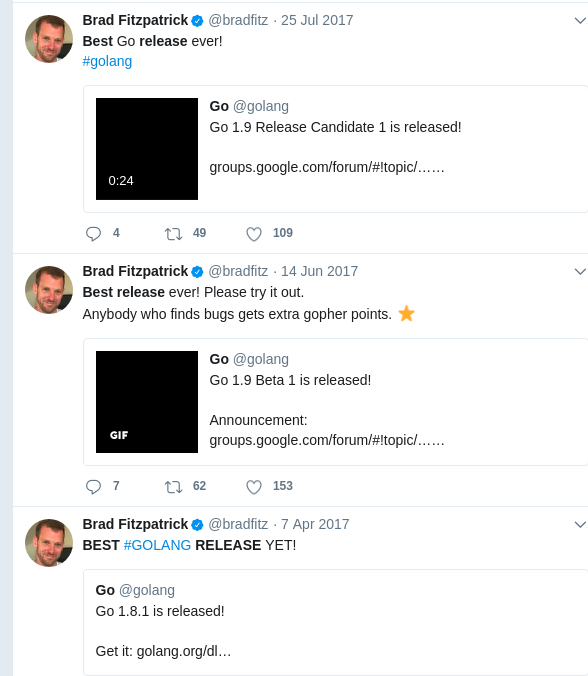 Brad Fitzpatrick @bradfitz · 25 Jul 2017
Best Go release ever!
#golang
Go @golang
Go 1.9 Release Candidate 1 is released!
groups.google.com/forum/#!topic/……
0:24
4 49 109
Brad Fitzpatrick @bradfitz · 14 Jun 2017
Best release ever! Please try it out.
Anybody who finds bugs gets extra gopher points. ⭐
Go @golang
Go 1.9 Beta 1 is released!
Announcement:
groups.google.com/forum/#!topic/……
GIF
7 62 153
Brad Fitzpatrick @bradfitz · 7 Apr 2017
BEST #GOLANG RELEASE YET!
Go @golang
Go 1.8.1 is released!
Get it: golang.org/dl…